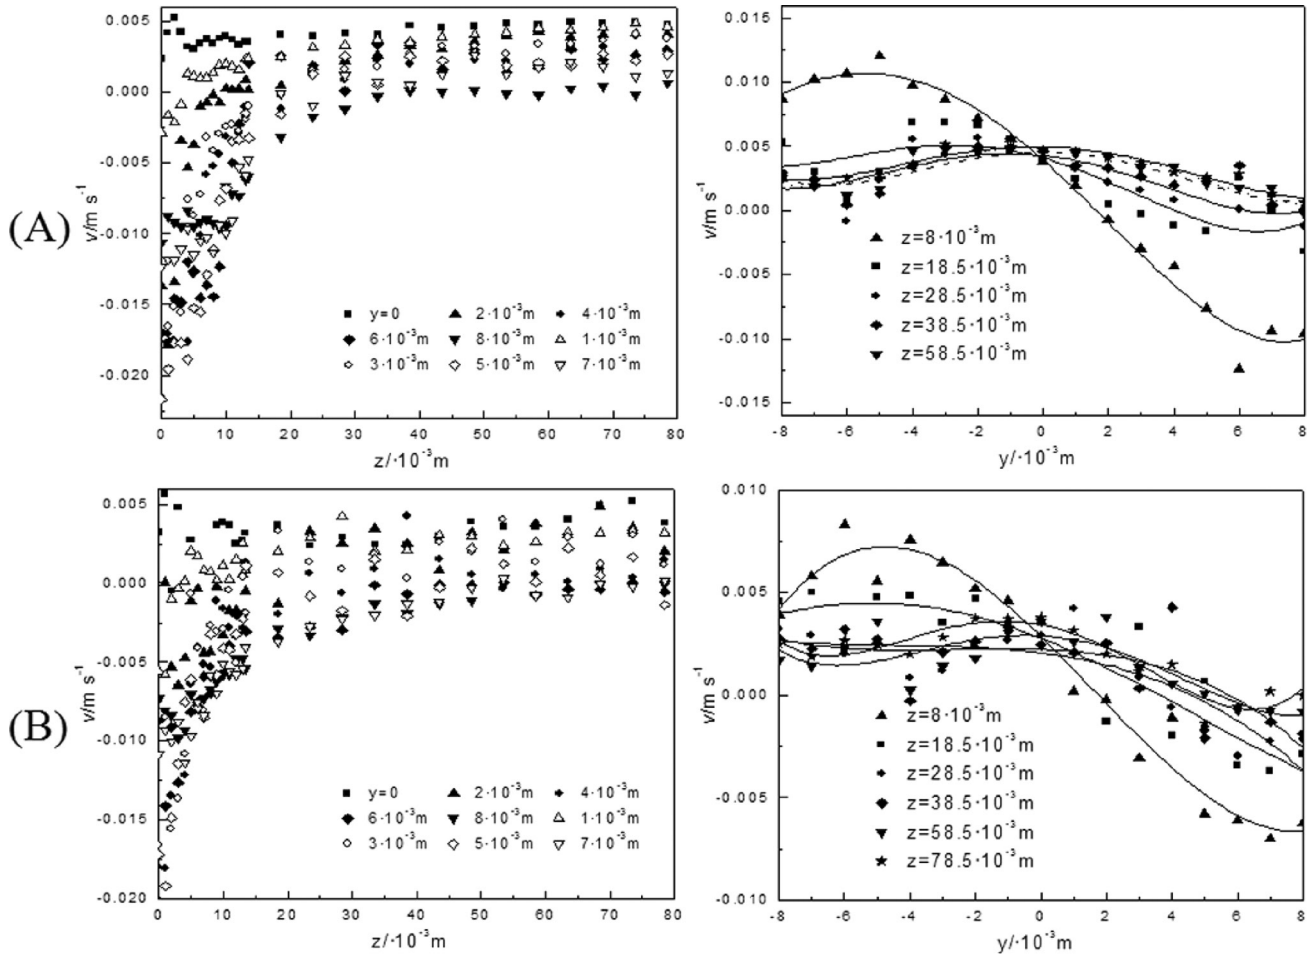 (A)
v/m s⁻¹
0.005
0.000
-0.005
-0.010
-0.015
-0.020
y=0
2·10⁻³m
4·10⁻³m
6·10⁻³m
8·10⁻³m
1·10⁻³m
3·10⁻³m
5·10⁻³m
7·10⁻³m
0 10 20 30 40 50 60 70 80
z/·10⁻³m
v/m s⁻¹
0.015
0.010
0.005
0.000
-0.005
-0.010
-0.015
z=8·10⁻³m
z=18.5·10⁻³m
z=28.5·10⁻³m
z=38.5·10⁻³m
z=58.5·10⁻³m
-8 -6 -4 -2 0 2 4 6 8
y/·10⁻³m
(B)
v/m s⁻¹
0.005
0.000
-0.005
-0.010
-0.015
-0.020
y=0
2·10⁻³m
4·10⁻³m
6·10⁻³m
8·10⁻³m
1·10⁻³m
3·10⁻³m
5·10⁻³m
7·10⁻³m
0 10 20 30 40 50 60 70 80
z/·10⁻³m
v/m s⁻¹
0.010
0.005
0.000
-0.005
-0.010
z=8·10⁻³m
z=18.5·10⁻³m
z=28.5·10⁻³m
z=38.5·10⁻³m
z=58.5·10⁻³m
z=78.5·10⁻³m
-8 -6 -4 -2 0 2 4 6 8
y/·10⁻³m